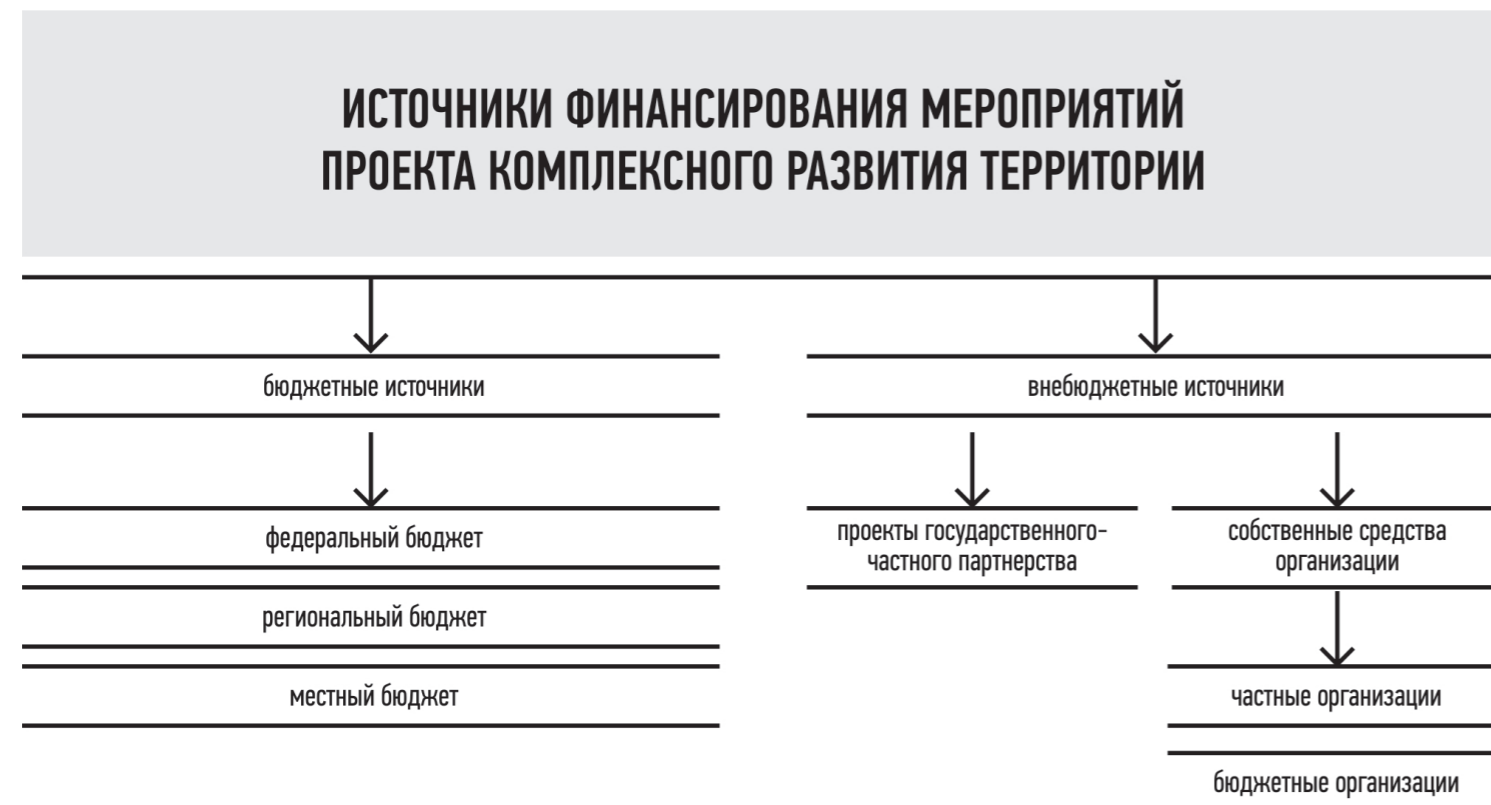 ИСТОЧНИКИ ФИНАНСИРОВАНИЯ МЕРОПРИЯТИЙ
ПРОЕКТА КОМПЛЕКСНОГО РАЗВИТИЯ ТЕРРИТОРИИ
бюджетные источники
внебюджетные источники
федеральный бюджет
региональный бюджет
местный бюджет
проекты государственного-
частного партнерства
собственные средства
организации
частные организации
бюджетные организации